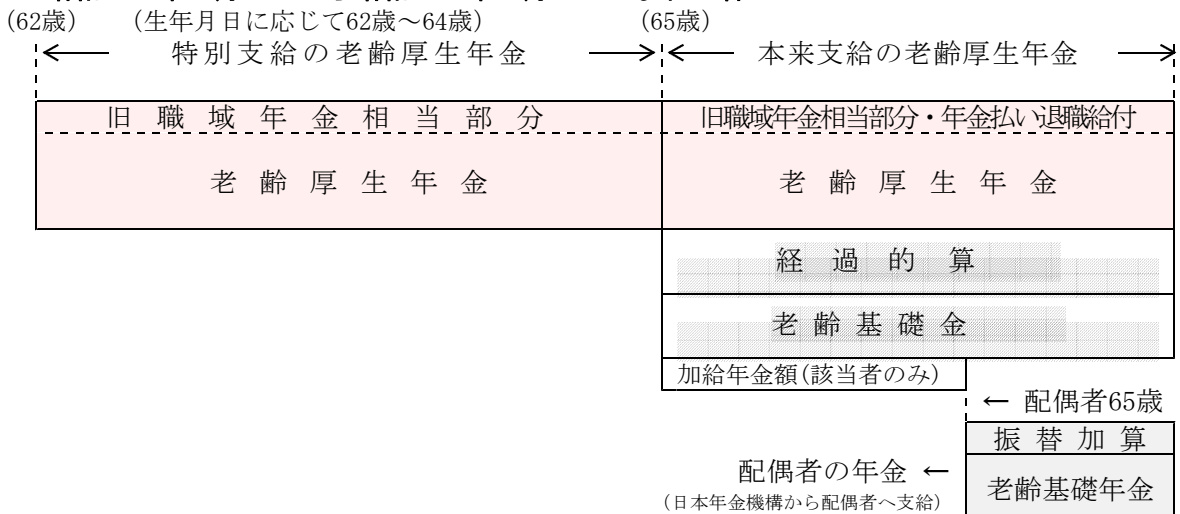 (62歳) (生年月日に応じて62歳～64歳) (65歳)
特別支給の老齢厚生年金 本来支給の老齢厚生年金
旧職域年金相当部分 旧職域年金相当部分・年金払い退職給付
老齢厚生年金 老齢厚生年金
経過的算
老齢基礎金
加給年金額(該当者のみ)
← 配偶者65歳
振替加算
配偶者の年金 ←
老齢基礎年金
(日本年金機構から配偶者へ支給)